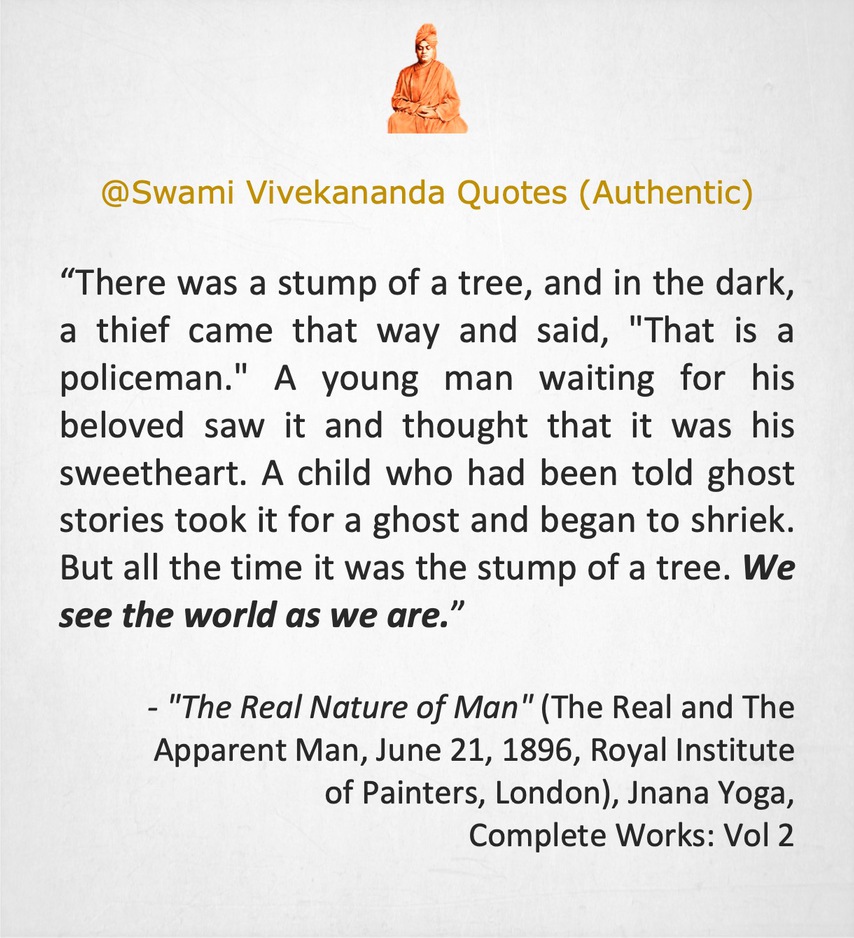 @Swami Vivekananda Quotes (Authentic)
“There was a stump of a tree, and in the dark,
a thief came that way and said, "That is a
policeman." A young man waiting for his
beloved saw it and thought that it was his
sweetheart. A child who had been told ghost
stories took it for a ghost and began to shriek.
But all the time it was the stump of a tree. We
see the world as we are.”
- "The Real Nature of Man" (The Real and The
Apparent Man, June 21, 1896, Royal Institute
of Painters, London), Jnana Yoga,
Complete Works: Vol 2